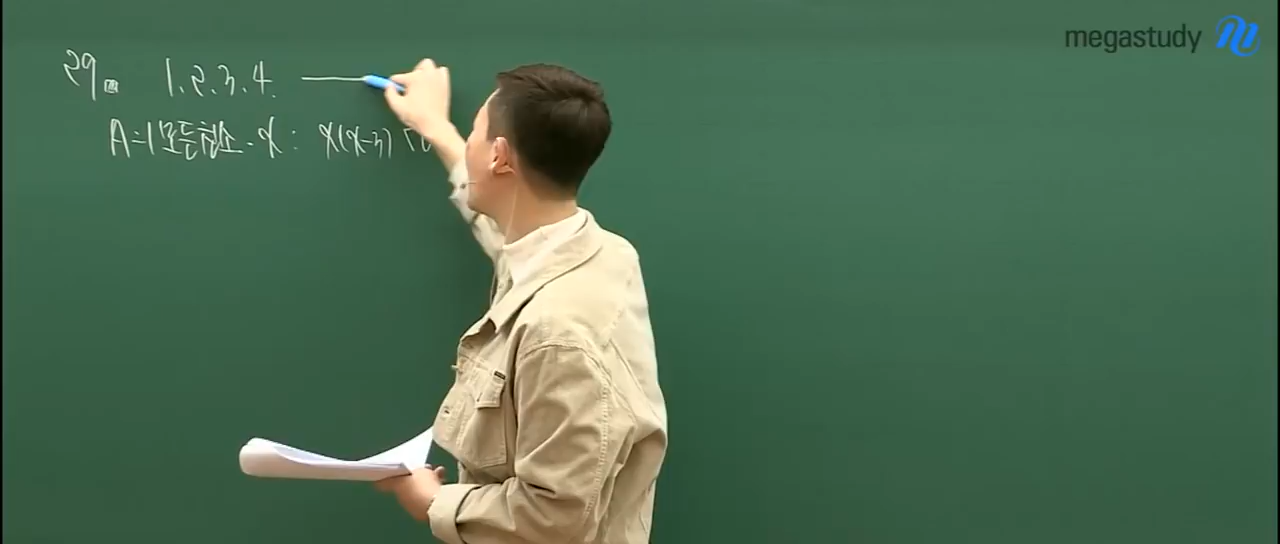 megastudy
29. 1. 2. 3. 4.
A = 1 모든원소. x : x(x-3)